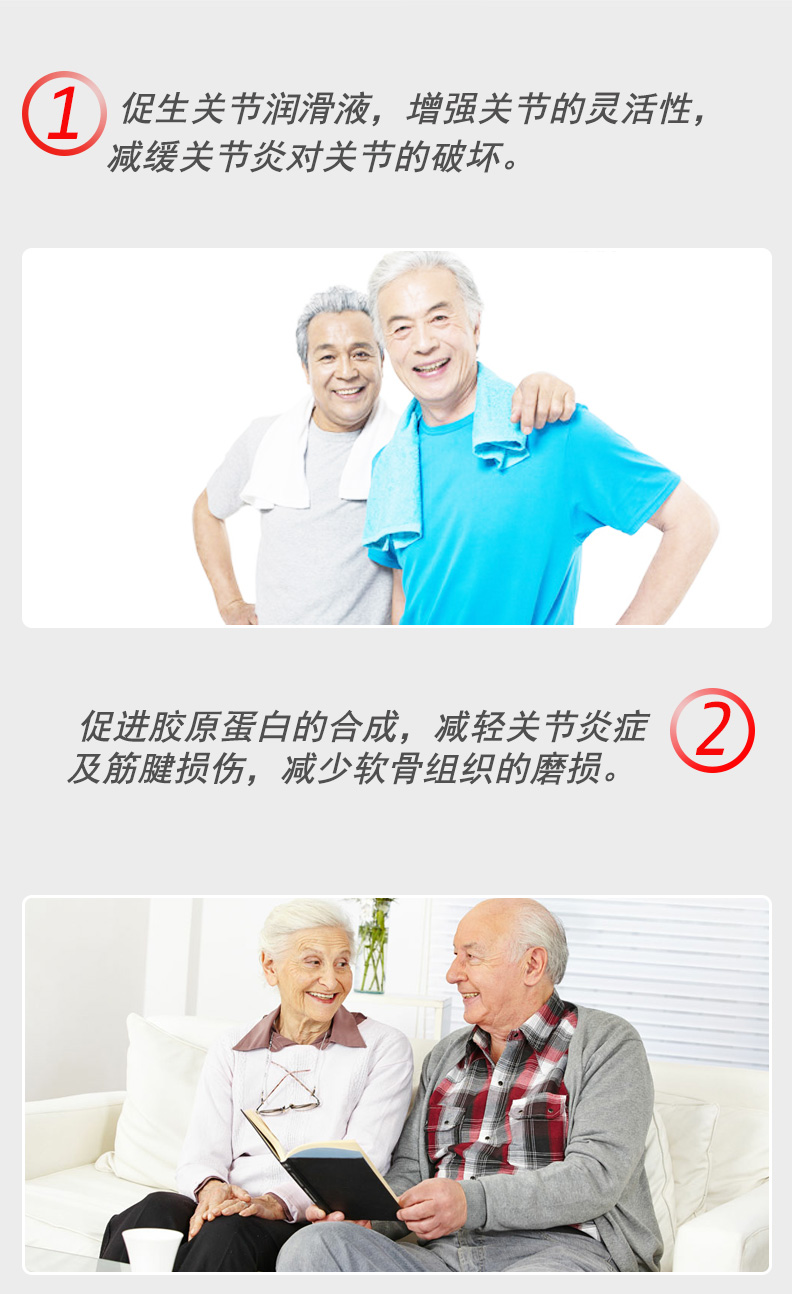 1
促生关节润滑液，增强关节的灵活性，
减缓关节炎对关节的破坏。
促进胶原蛋白的合成，减轻关节炎症
2
及筋腱损伤，减少软骨组织的磨损。